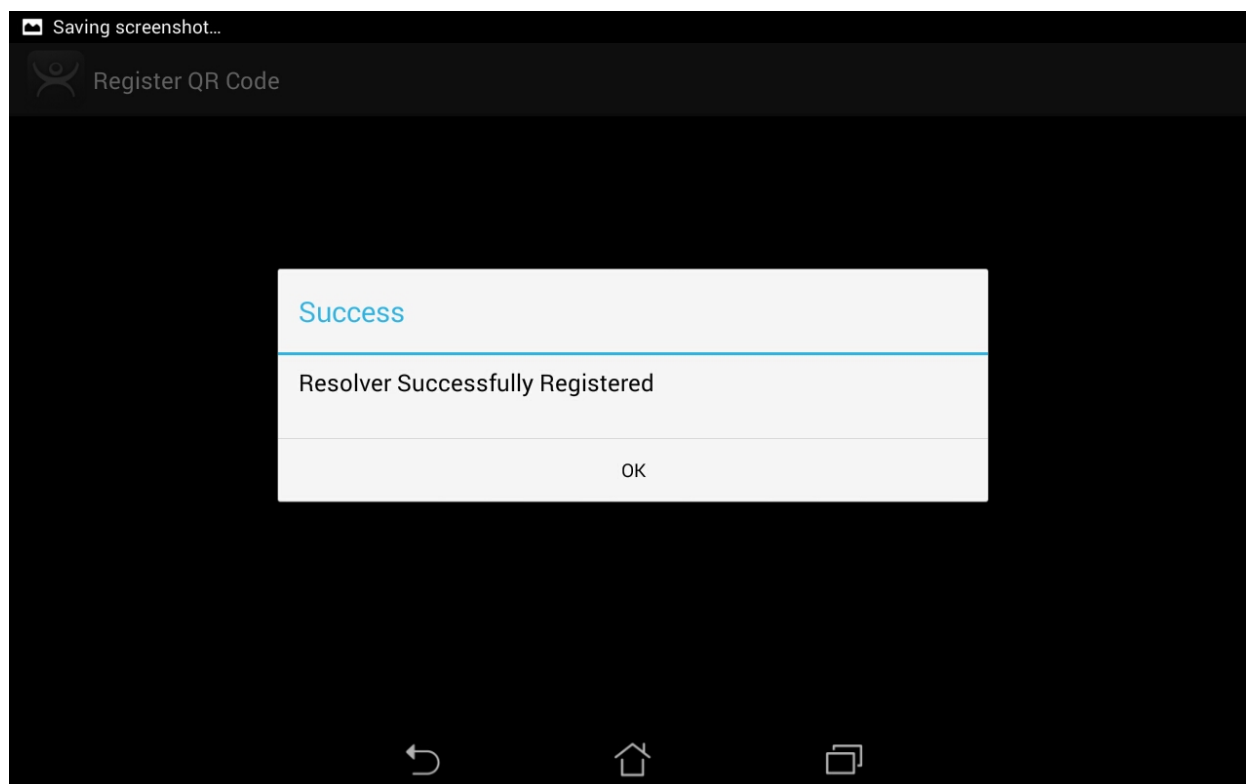 Saving screenshot...
Register QR Code
Success
Resolver Successfully Registered
OK